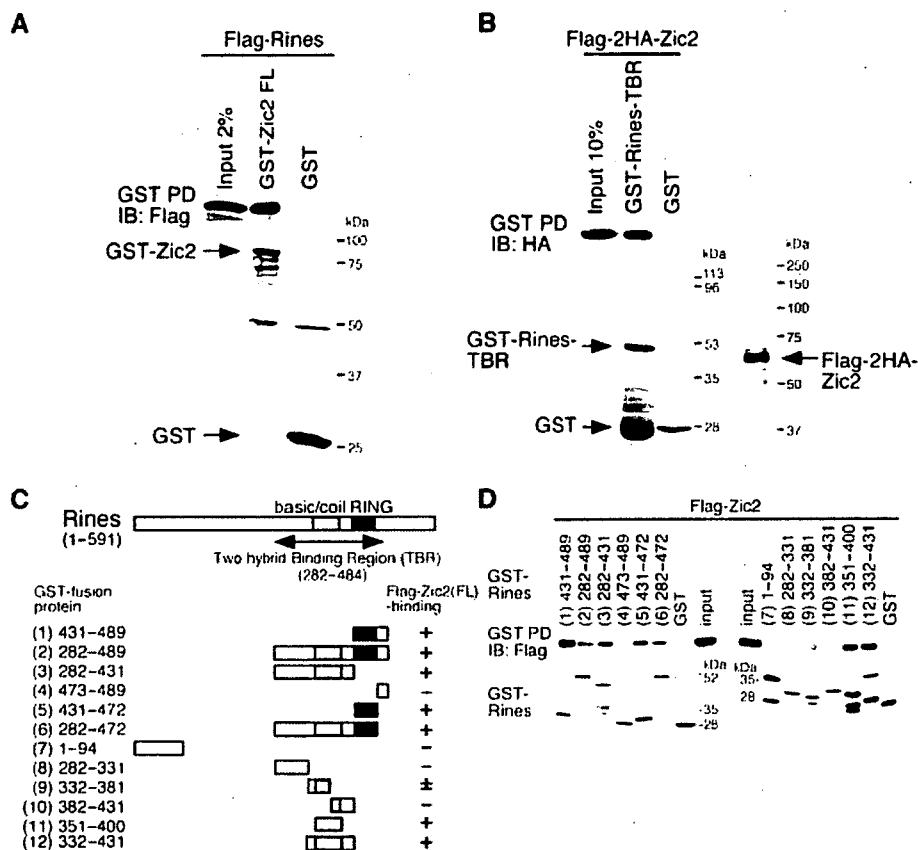 A
Flag-Rines
Input 2%
GST-Zic2 FL
GST
GST PD
IB: Flag
GST-Zic2
kDa
100
75
50
37
25
GST
B
Flag-2HA-Zic2
Input 10%
GST-Rines-TBR
GST
GST PD
IB: HA
kDa
113
96
53
35
28
kDa
250
150
100
75
50
37
GST-Rines-
TBR
GST
Flag-2HA-
Zic2
C
basic/coil RING
Rines
(1-591)
Two hybrid Binding Region (TBR)
(282-484)
GST-fusion
protein
Flag-Zic2(FL)
-binding
(1) 431-489 +
(2) 282-489 +
(3) 282-431 +
(4) 473-489 -
(5) 431-472 +
(6) 282-472 +
(7) 1-94 -
(8) 282-331 -
(9) 332-381 ±
(10) 382-431 -
(11) 351-400 +
(12) 332-431 +
D
Flag-Zic2
GST-
Rines
(1) 431-489
(2) 282-489
(3) 282-431
(4) 473-489
(5) 431-472
(6) 282-472
GST
input
input
(7) 1-94
(8) 282-331
(9) 332-381
(10) 382-431
(11) 351-400
(12) 332-431
GST
GST PD
IB: Flag
GST-
Rines
kDa
52
35
28
35
28